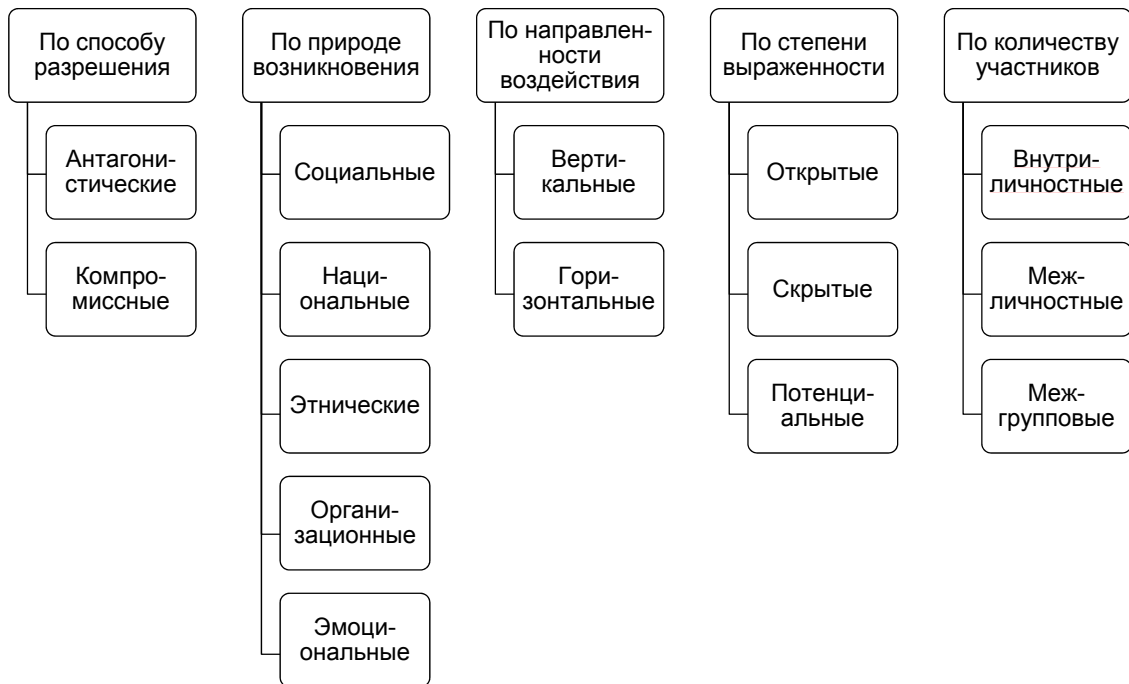 По способу
разрешения
Антагони-
стические
Компро-
миссные
По природе
возникновения
Социальные
Наци-
ональные
Этнические
Органи-
зационные
Эмоци-
ональные
По направлен-
ности
воздействия
Верти-
кальные
Гори-
зонтальные
По степени
выраженности
Открытые
Скрытые
Потенци-
альные
По количеству
участников
Внутри-
личностные
Меж-
личностные
Меж-
групповые